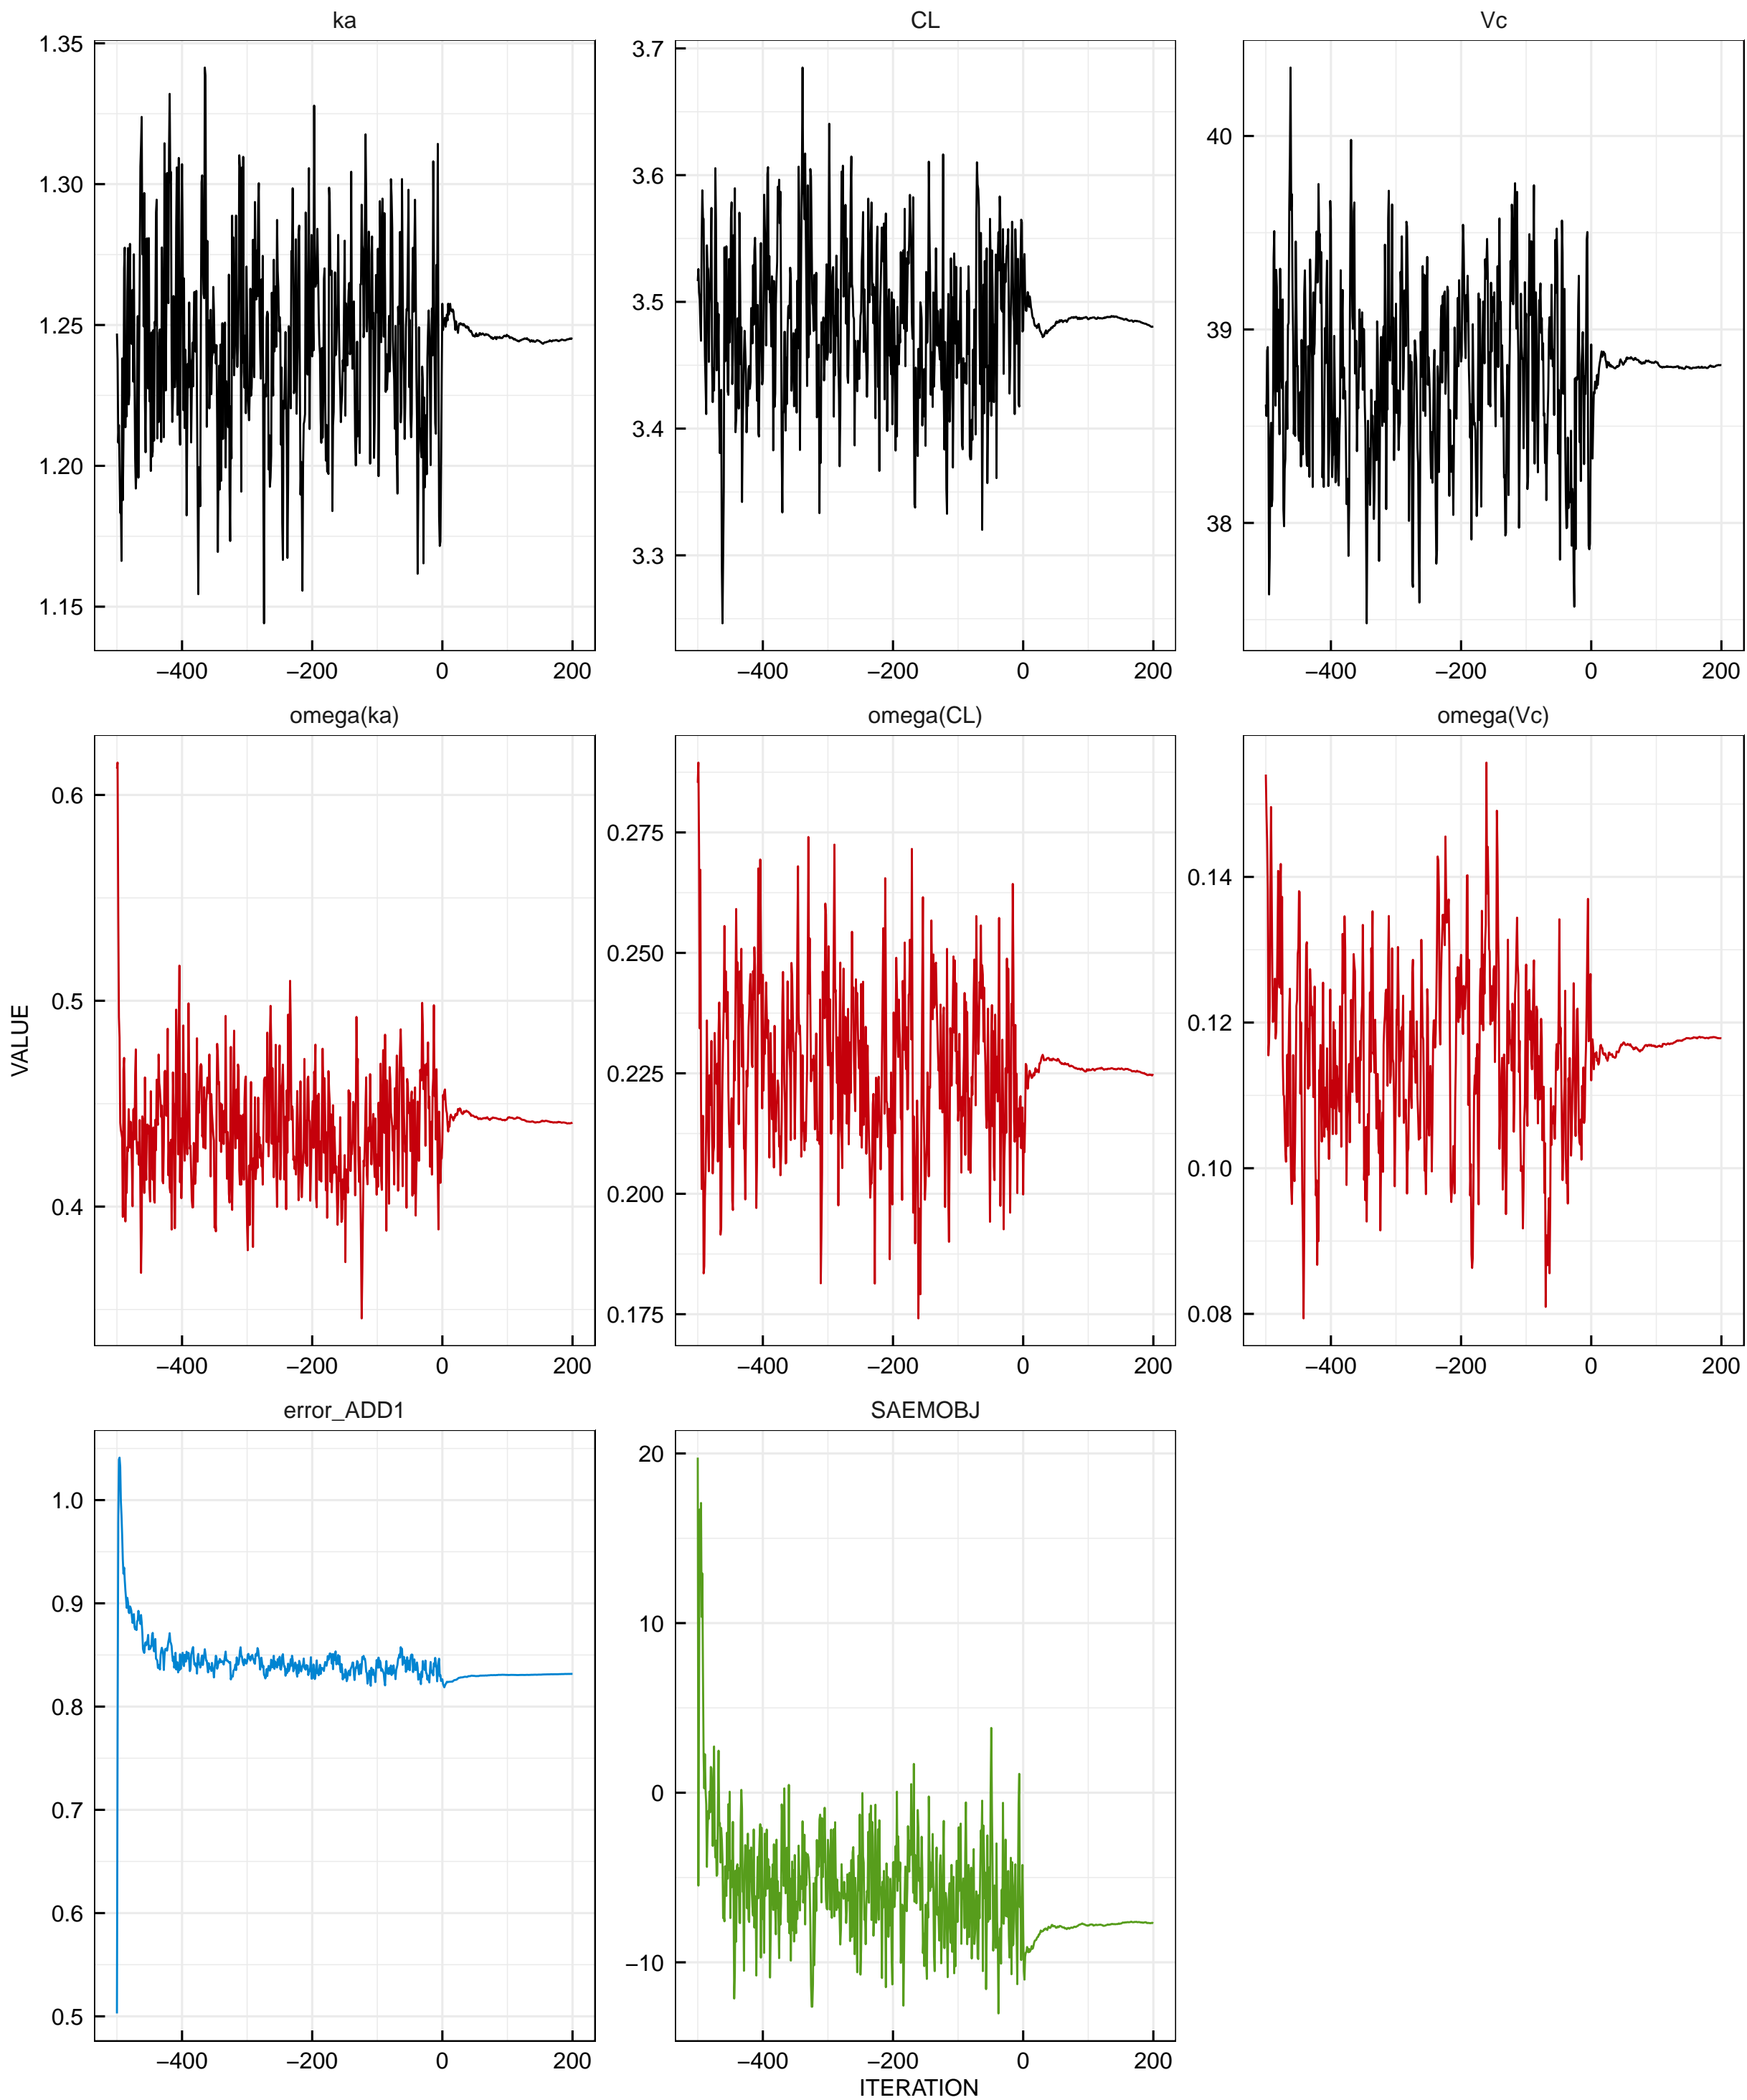 ka CL Vc
1.35 3.7
40
1.30 3.6
1.25 3.5 39
1.20 3.4
38
1.15 3.3
−400 −200 0 200 −400 −200 0 200 −400 −200 0 200
omega(ka) omega(CL) omega(Vc)
0.6 0.275 0.14
0.5 0.250 0.12
VALUE
0.225
0.4 0.200 0.10
0.175 0.08
−400 −200 0 200 −400 −200 0 200 −400 −200 0 200
error_ADD1 SAEMOBJ
20
1.0
0.9 10
0.8
0.7 0
0.6 −10
0.5
−400 −200 0 200 −400 −200 0 200
ITERATION